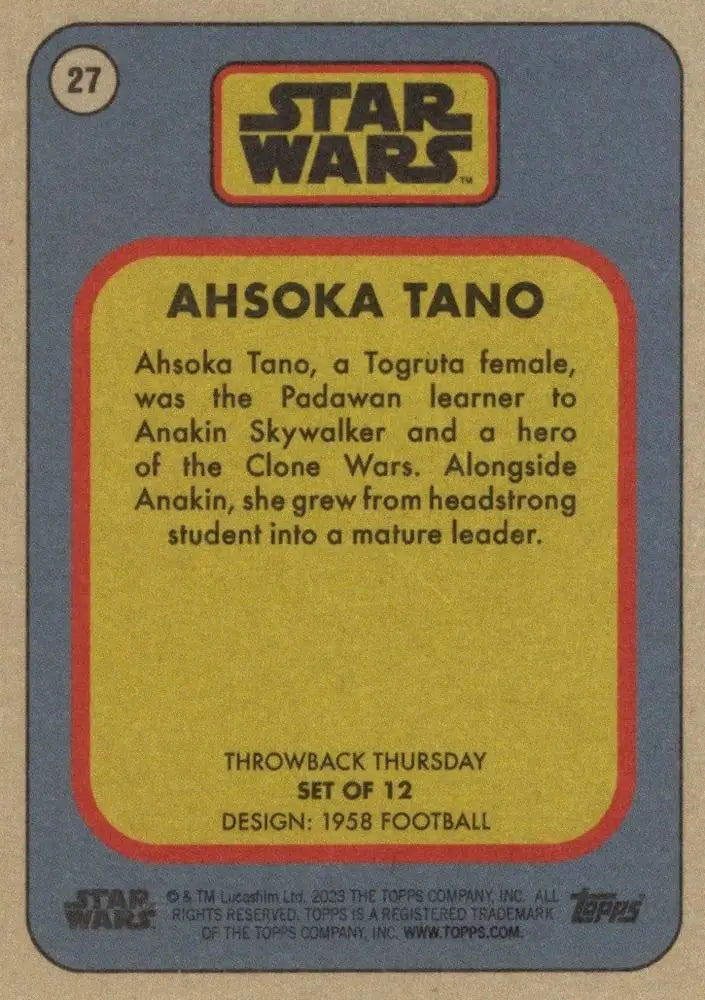 27
STAR
WARS™
AHSOKA TANO
Ahsoka Tano, a Togruta female,
was the Padawan learner to
Anakin Skywalker and a hero
of the Clone Wars. Alongside
Anakin, she grew from headstrong
student into a mature leader.
THROWBACK THURSDAY
SET OF 12
DESIGN: 1958 FOOTBALL
STAR
WARS
© & TM Lucasfilm Ltd. 2023 THE TOPPS COMPANY, INC. ALL
RIGHTS RESERVED. TOPPS IS A REGISTERED TRADEMARK
OF THE TOPPS COMPANY, INC. WWW.TOPPS.COM.
topps